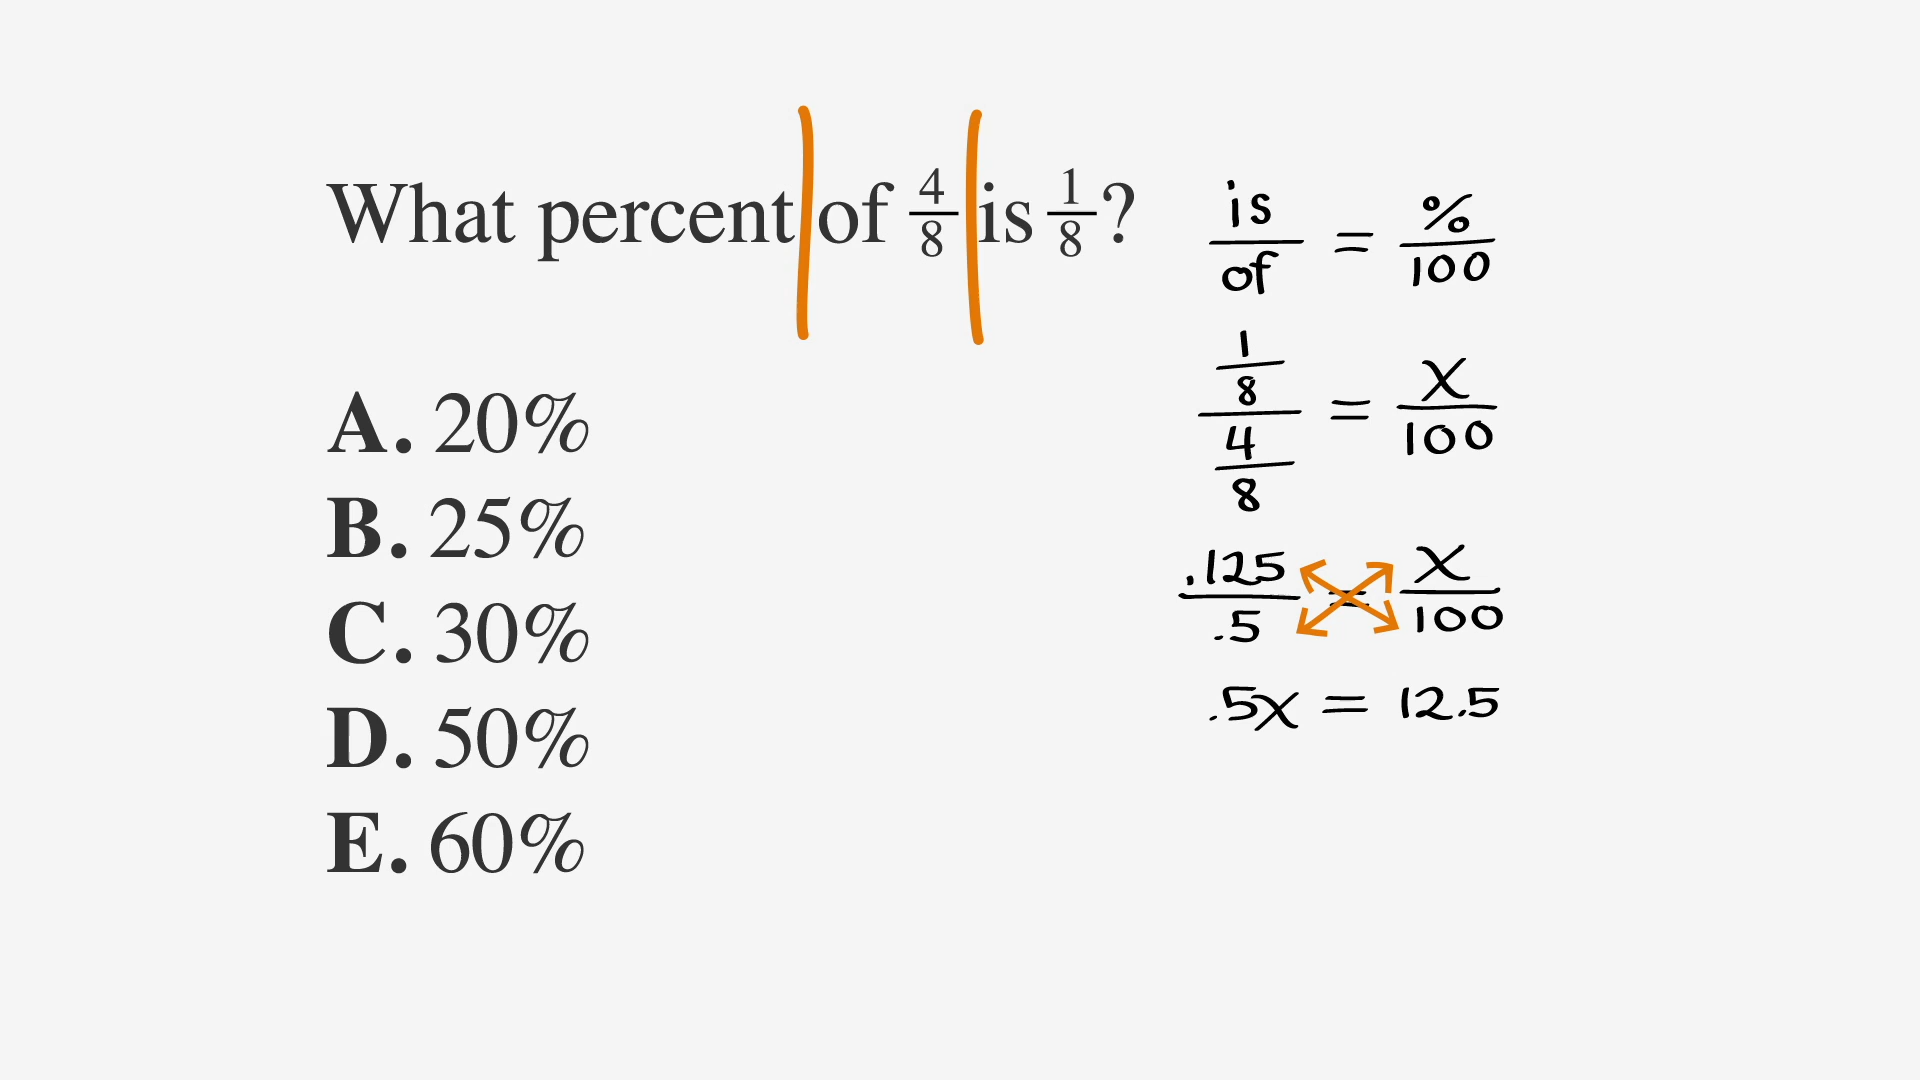 What percent of 4/8 is 1/8?
A. 20%
B. 25%
C. 30%
D. 50%
E. 60%
is/of = %/100
(1/8)/(4/8) = x/100
.125/.5 = x/100
.5x = 12.5